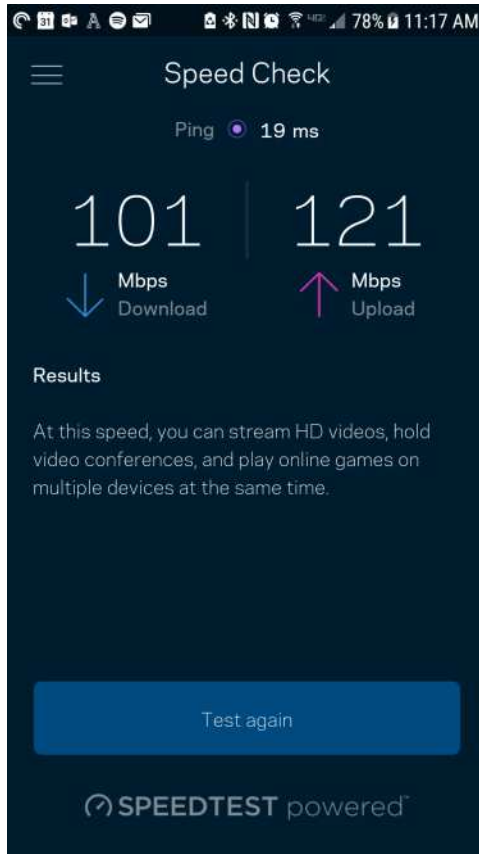 31 78% 11:17 AM
Speed Check
Ping 19 ms
101 121
Mbps Mbps
Download Upload
Results
At this speed, you can stream HD videos, hold
video conferences, and play online games on
multiple devices at the same time.
Test again
SPEEDTEST powered™